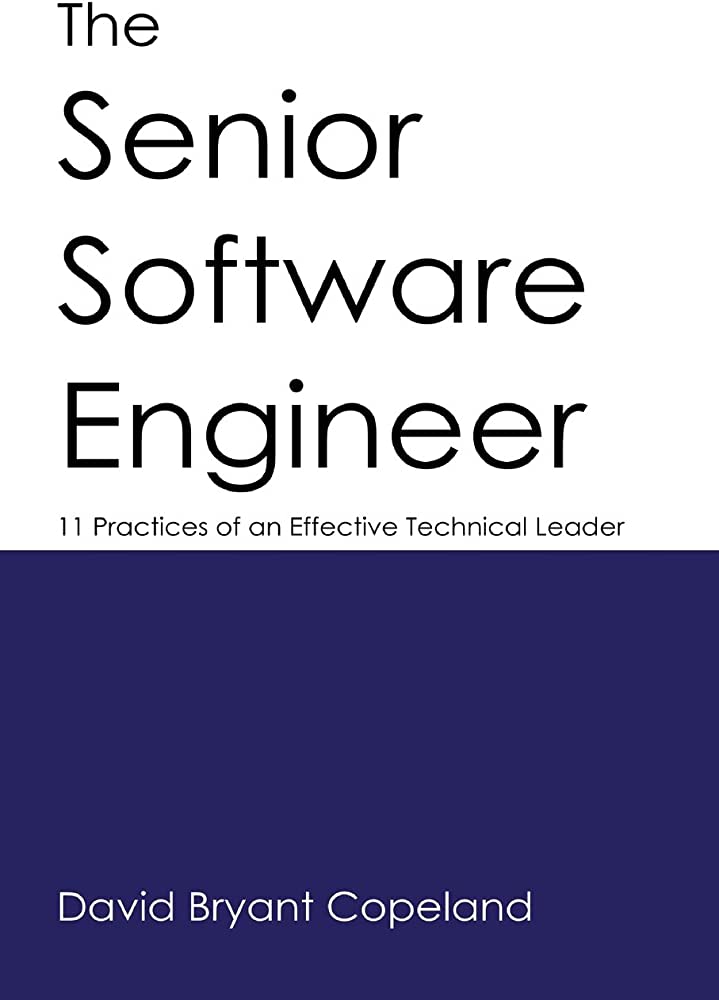 The
Senior
Software
Engineer
11 Practices of an Effective Technical Leader
David Bryant Copeland